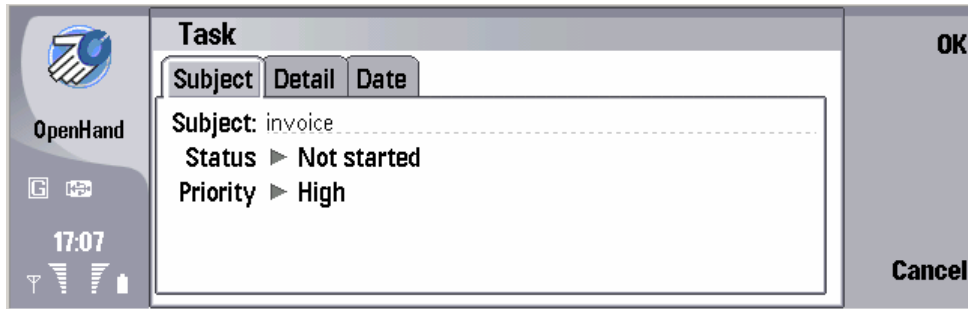 Task
OK
Subject Detail Date
OpenHand
Subject: invoice
Status Not started
Priority High
G
17:07
Cancel